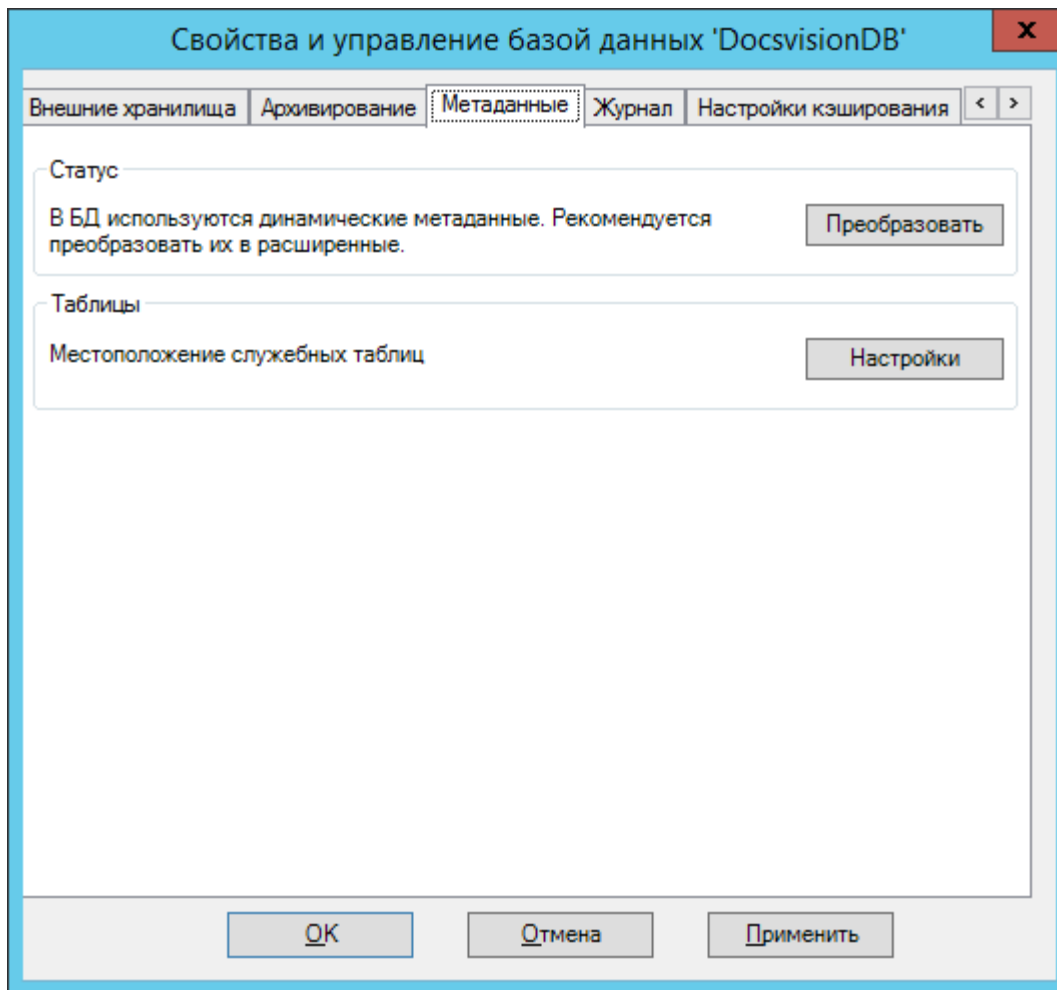 Свойства и управление базой данных 'DocsvisionDB'
x
Внешние хранилища Архивирование Метаданные Журнал Настройки кэширования < >
Статус
В БД используются динамические метаданные. Рекомендуется
преобразовать их в расширенные.
Преобразовать
Таблицы
Местоположение служебных таблиц
Настройки
OK Отмена Применить